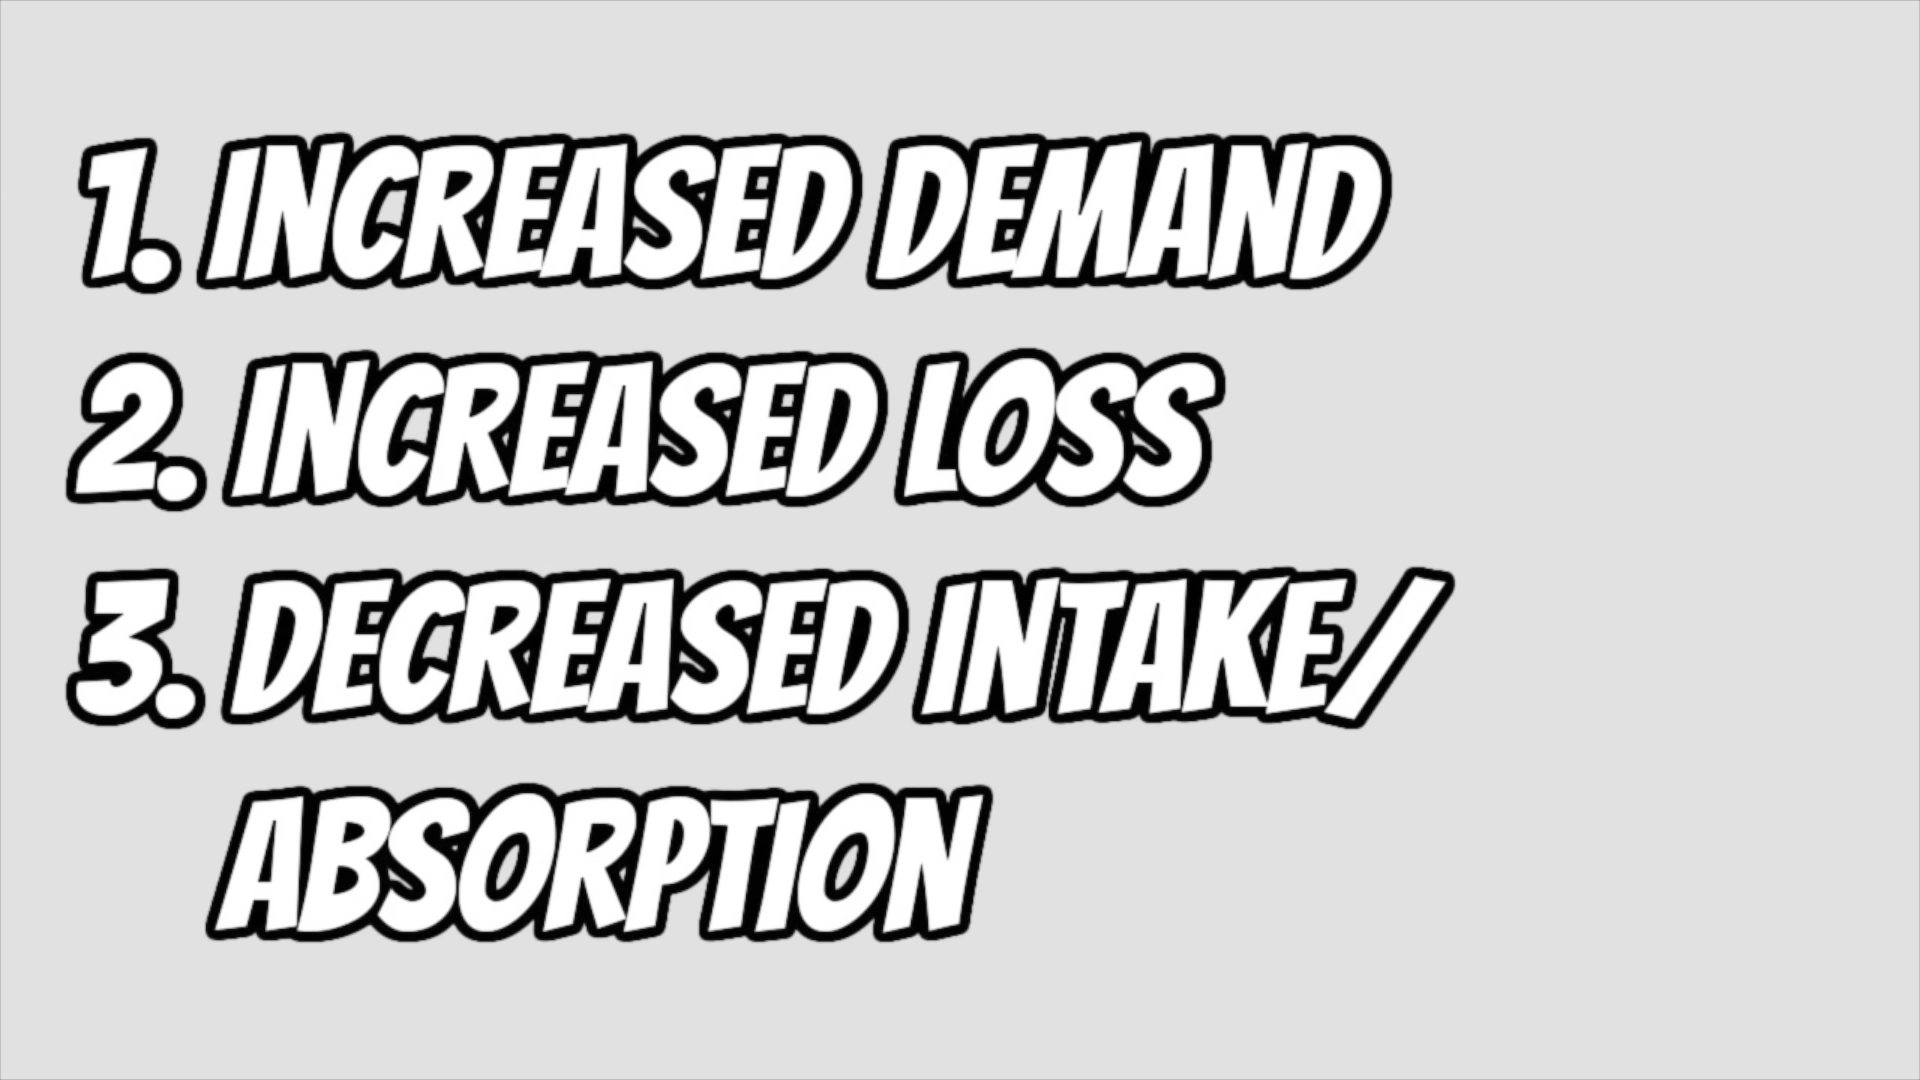 1. INCREASED DEMAND
2. INCREASED LOSS
3. DECREASED INTAKE/
ABSORPTION